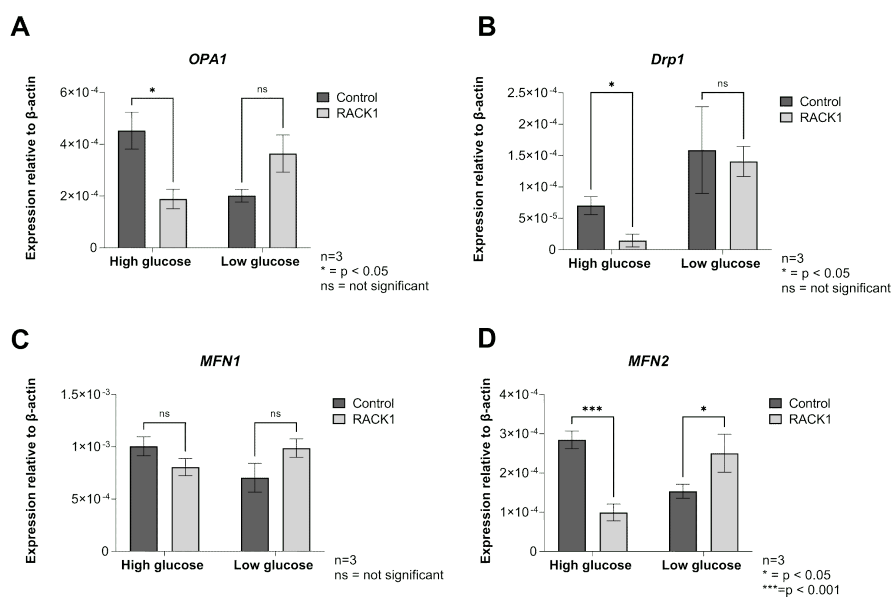 A
OPA1
Expression relative to β-actin
6×10⁻⁴
4×10⁻⁴
2×10⁻⁴
0
*
ns
Control
RACK1
High glucose
Low glucose
n=3
* = p < 0.05
ns = not significant
B
Drp1
Expression relative to β-actin
2.5×10⁻⁴
2.0×10⁻⁴
1.5×10⁻⁴
1.0×10⁻⁴
5×10⁻⁵
0
*
ns
Control
RACK1
High glucose
Low glucose
n=3
* = p < 0.05
ns = not significant
C
MFN1
Expression relative to β-actin
1.5×10⁻³
1×10⁻³
5×10⁻⁴
0
ns
ns
Control
RACK1
High glucose
Low glucose
n=3
ns = not significant
D
MFN2
Expression relative to β-actin
4×10⁻⁴
3×10⁻⁴
2×10⁻⁴
1×10⁻⁴
0
***
*
Control
RACK1
High glucose
Low glucose
n=3
* = p < 0.05
***=p < 0.001